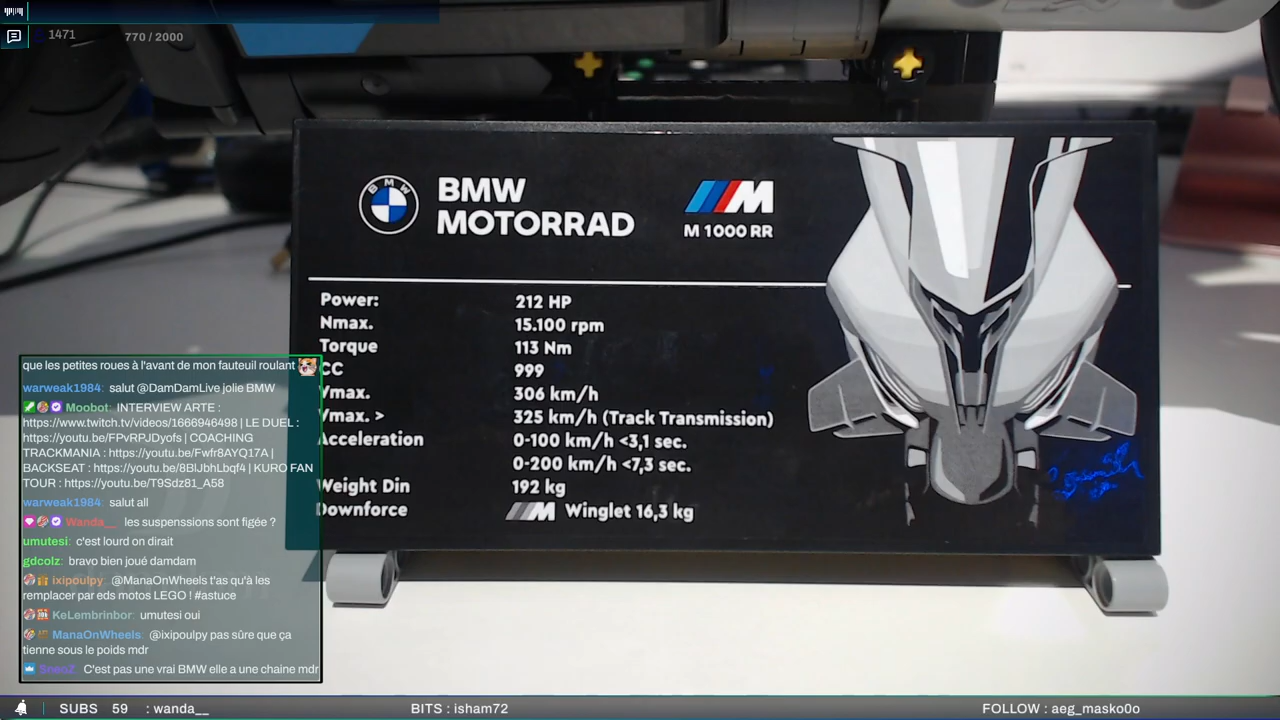 1471
770 / 2000
BMW
BMW
MOTORRAD
M
M 1000 RR
Power: 212 HP
Nmax. 15.100 rpm
Torque 113 Nm
CC 999
Vmax. 306 km/h
Vmax. > 325 km/h (Track Transmission)
Acceleration 0-100 km/h <3,1 sec.
0-200 km/h <7,3 sec.
Weight Din 192 kg
Downforce M Winglet 16,3 kg
que les petites roues à l'avant de mon fauteuil roulant
warweak1984: salut @DamDamLive jolie BMW
Moobot: INTERVIEW ARTE :
https://www.twitch.tv/videos/1666946498 | LE DUEL :
https://youtu.be/FPvRPJDyofs | COACHING
TRACKMANIA : https://youtu.be/Fwfr8AYQ17A |
BACKSEAT : https://youtu.be/8BlJbhLbqf4 | KURO FAN
TOUR : https://youtu.be/T9Sdz81_A58
warweak1984: salut all
Wanda__: les suspenssions sont figée ?
umutesi: c'est lourd on dirait
gdcolz: bravo bien joué damdam
ixipoulpy: @ManaOnWheels t'as qu'à les
remplacer par eds motos LEGO ! #astuce
KeLembrinbor: umutesi oui
ManaOnWheels: @ixipoulpy pas sûre que ça
tienne sous le poids mdr
SneoZ: C'est pas une vrai BMW elle a une chaine mdr
SUBS 59 : wanda__ BITS : isham72 FOLLOW : aeg_masko0o